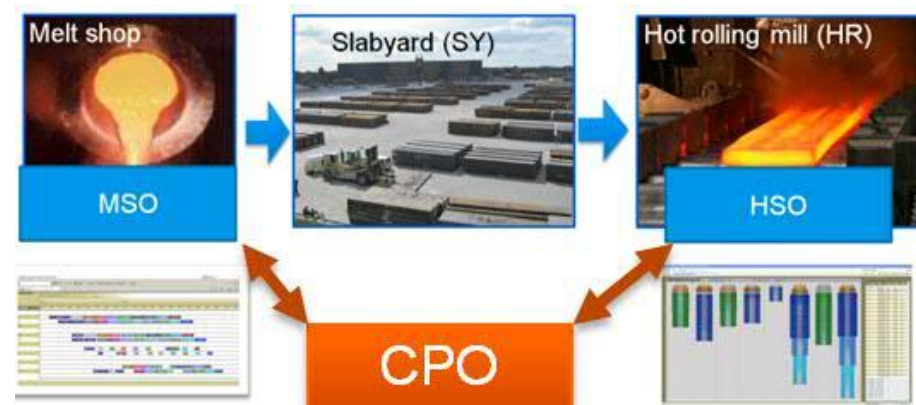 Melt shop
Slabyard (SY)
Hot rolling mill (HR)
MSO
HSO
CPO